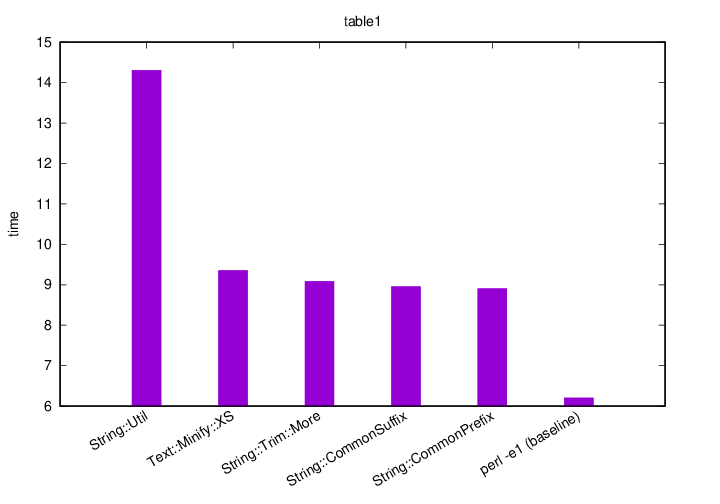 table1
15
14
13
12
11
10
9
8
7
6
time
String::Util
Text::Minify::XS
String::Trim::More
String::CommonSuffix
String::CommonPrefix
perl -e1 (baseline)